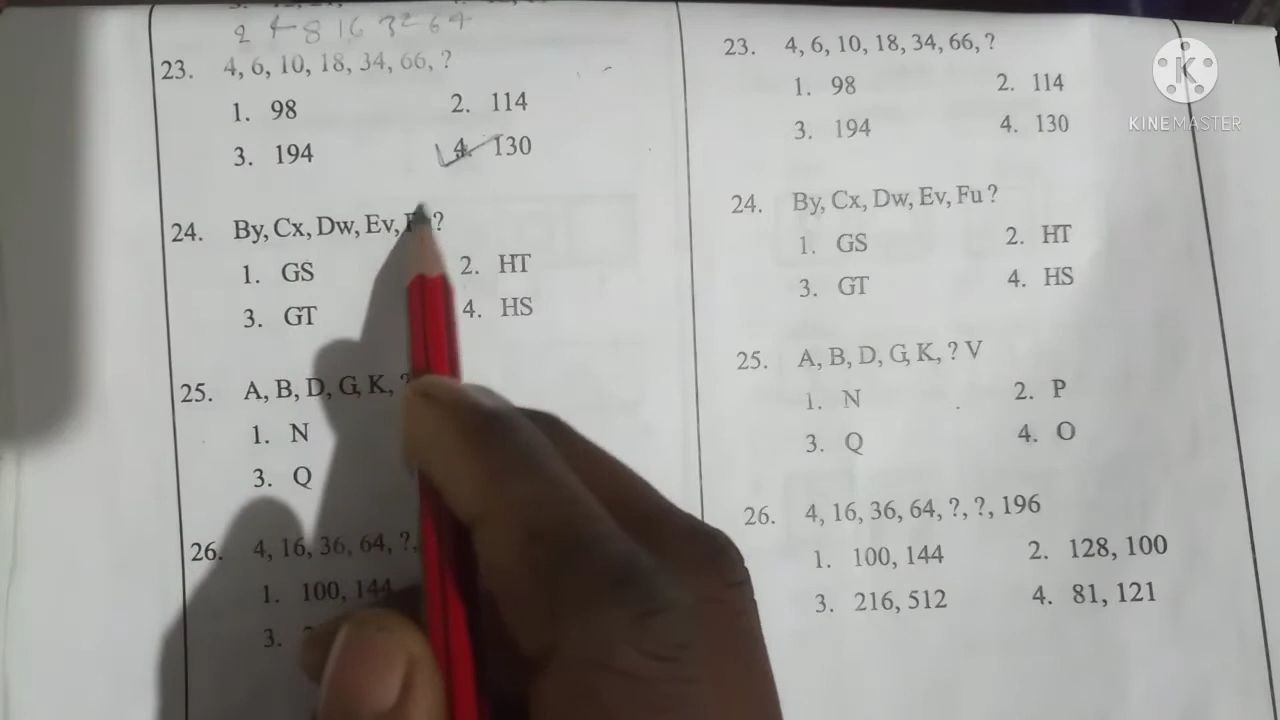 2 4 8 16 32 64
23. 4, 6, 10, 18, 34, 66, ?
1. 98 2. 114
3. 194 4. 130
24. By, Cx, Dw, Ev, ?
1. GS 2. HT
3. GT 4. HS
25. A, B, D, G, K, ?
1. N
3. Q
26. 4, 16, 36, 64, ?,
1. 100, 144
3.
23. 4, 6, 10, 18, 34, 66, ?
1. 98 2. 114
3. 194 4. 130
24. By, Cx, Dw, Ev, Fu ?
1. GS 2. HT
3. GT 4. HS
25. A, B, D, G, K, ? V
1. N 2. P
3. Q 4. O
26. 4, 16, 36, 64, ?, ?, 196
1. 100, 144 2. 128, 100
3. 216, 512 4. 81, 121
K
KINEMASTER